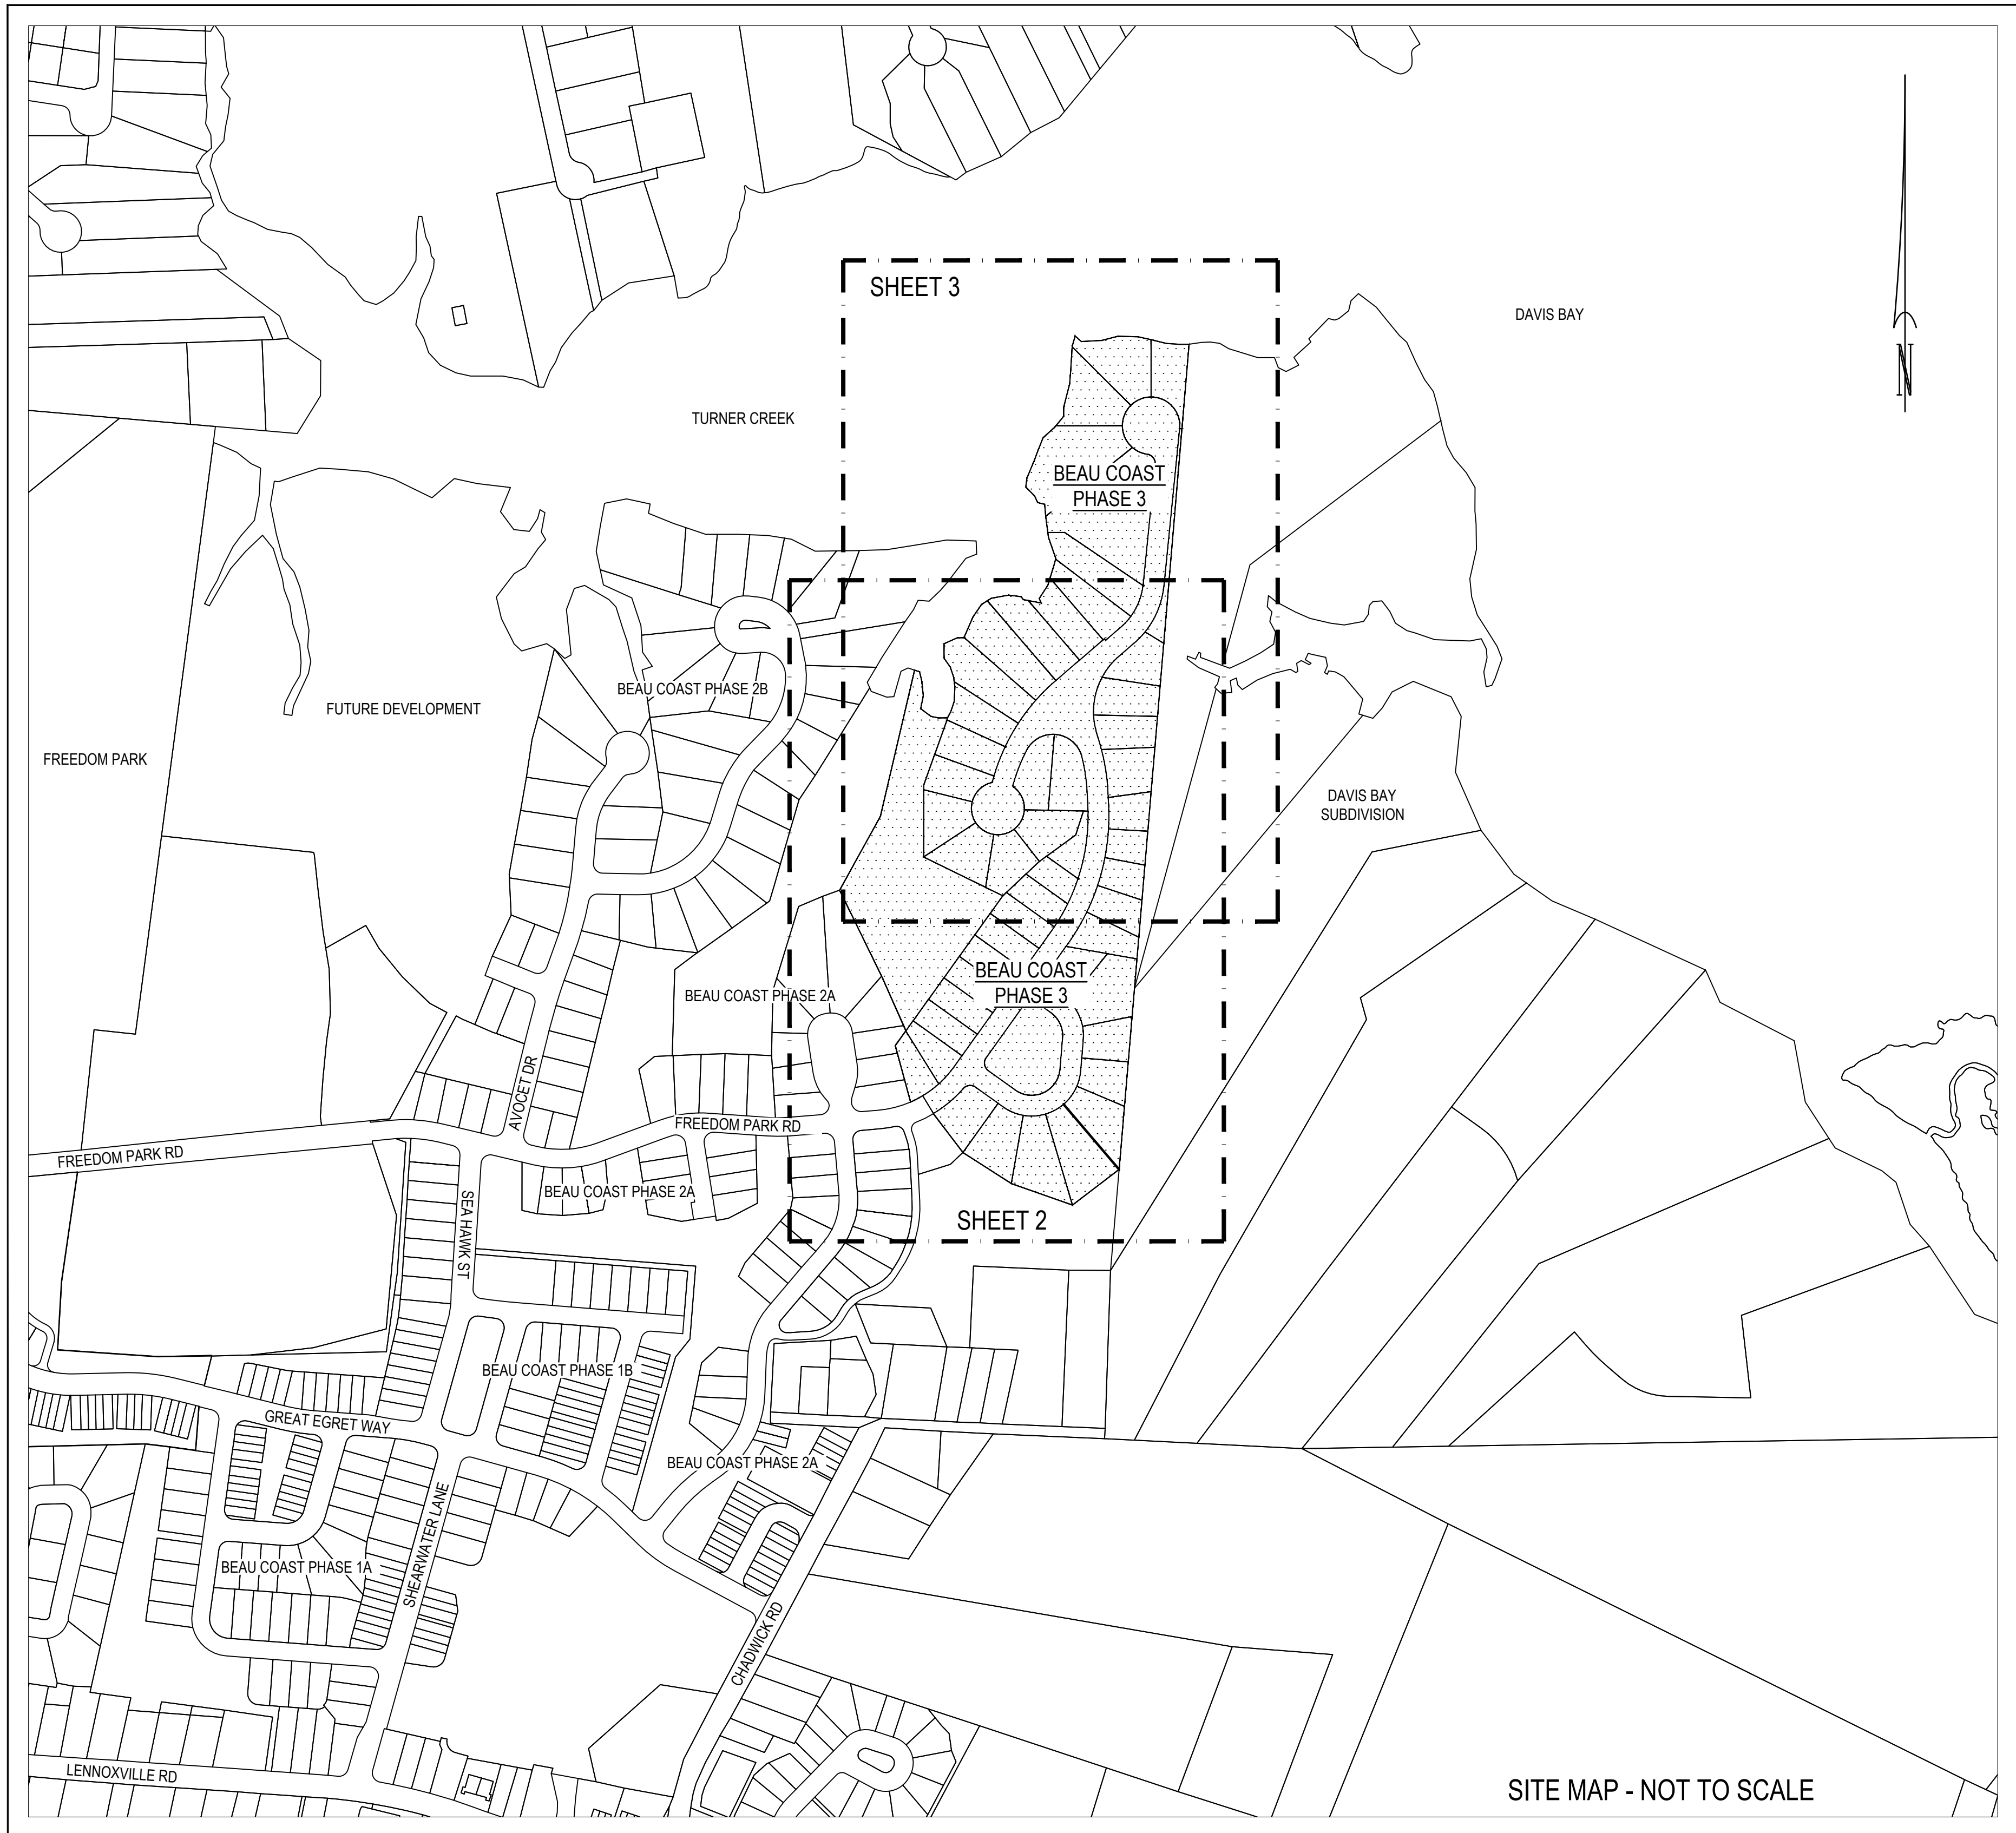 SHEET 3
DAVIS BAY
N
TURNER CREEK
BEAU COAST
PHASE 3
BEAU COAST PHASE 2B
FUTURE DEVELOPMENT
FREEDOM PARK
DAVIS BAY
SUBDIVISION
BEAU COAST
PHASE 3
BEAU COAST PHASE 2A
AVOCET DR
FREEDOM PARK RD
FREEDOM PARK RD
BEAU COAST PHASE 2A
SEA HAWK ST
SHEET 2
BEAU COAST PHASE 1B
GREAT EGRET WAY
BEAU COAST PHASE 2A
SHEARWATER LANE
BEAU COAST PHASE 1A
CHADWICK RD
LENNOXVILLE RD
SITE MAP - NOT TO SCALE